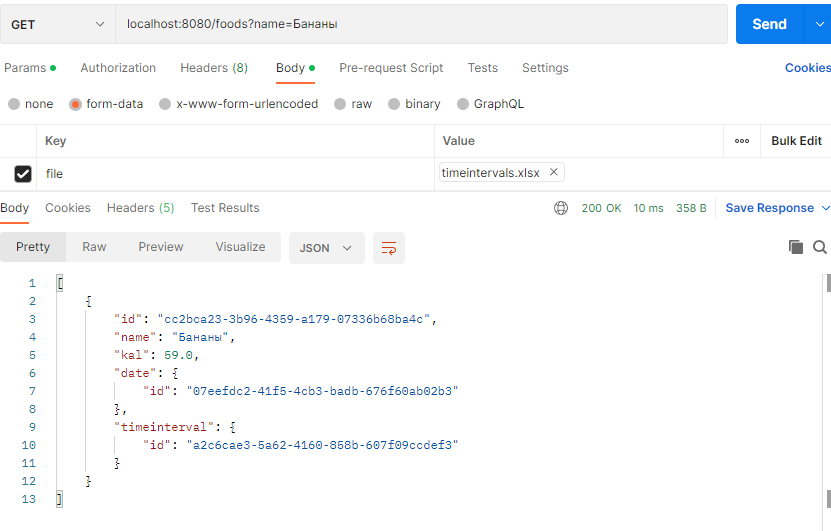 GET localhost:8080/foods?name=Бананы Send
Params Authorization Headers (8) Body Pre-request Script Tests Settings Cookies
none form-data x-www-form-urlencoded raw binary GraphQL
Key Value ooo Bulk Edit
file timeintervals.xlsx ×
Body Cookies Headers (5) Test Results 200 OK 10 ms 358 B Save Response
Pretty Raw Preview Visualize JSON
1 [
2 {
3 "id": "cc2bca23-3b96-4359-a179-07336b68ba4c",
4 "name": "Бананы",
5 "kal": 59.0,
6 "date": {
7 "id": "07eefdc2-41f5-4cb3-badb-676f60ab02b3"
8 },
9 "timeinterval": {
10 "id": "a2c6cae3-5a62-4160-858b-607f09ccdef3"
11 }
12 }
13 ]